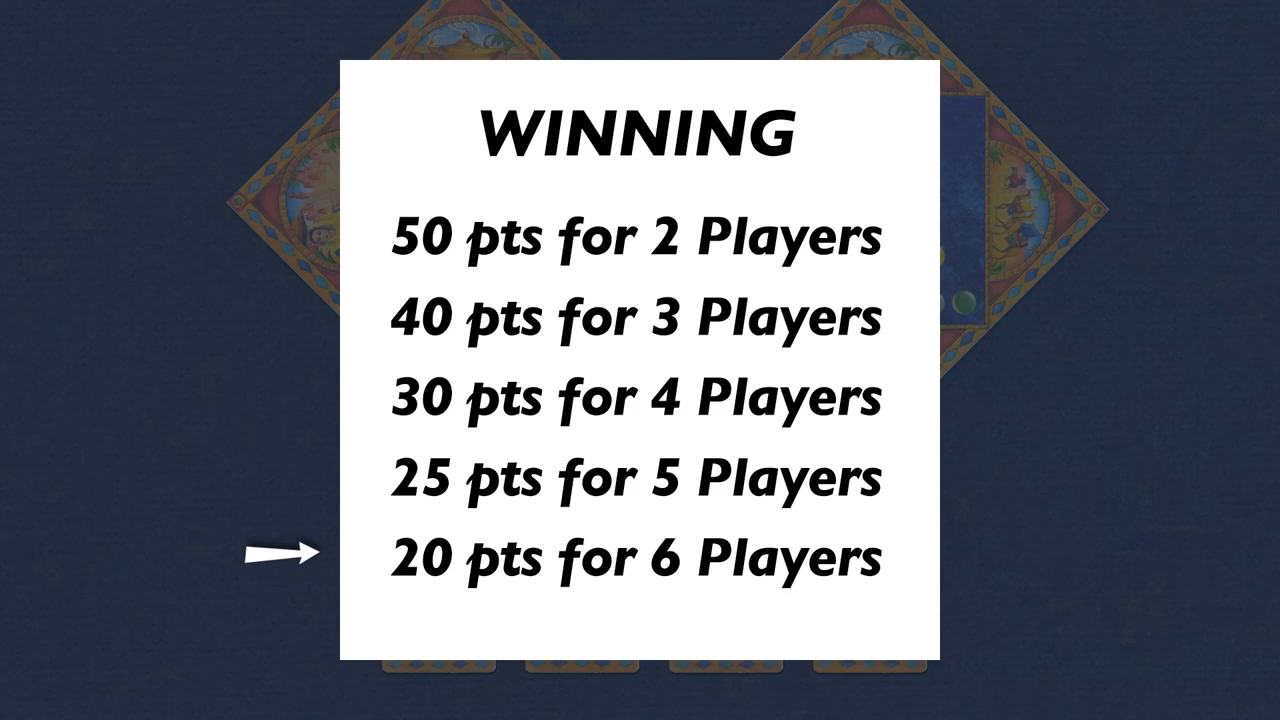 WINNING
50 pts for 2 Players
40 pts for 3 Players
30 pts for 4 Players
25 pts for 5 Players
20 pts for 6 Players